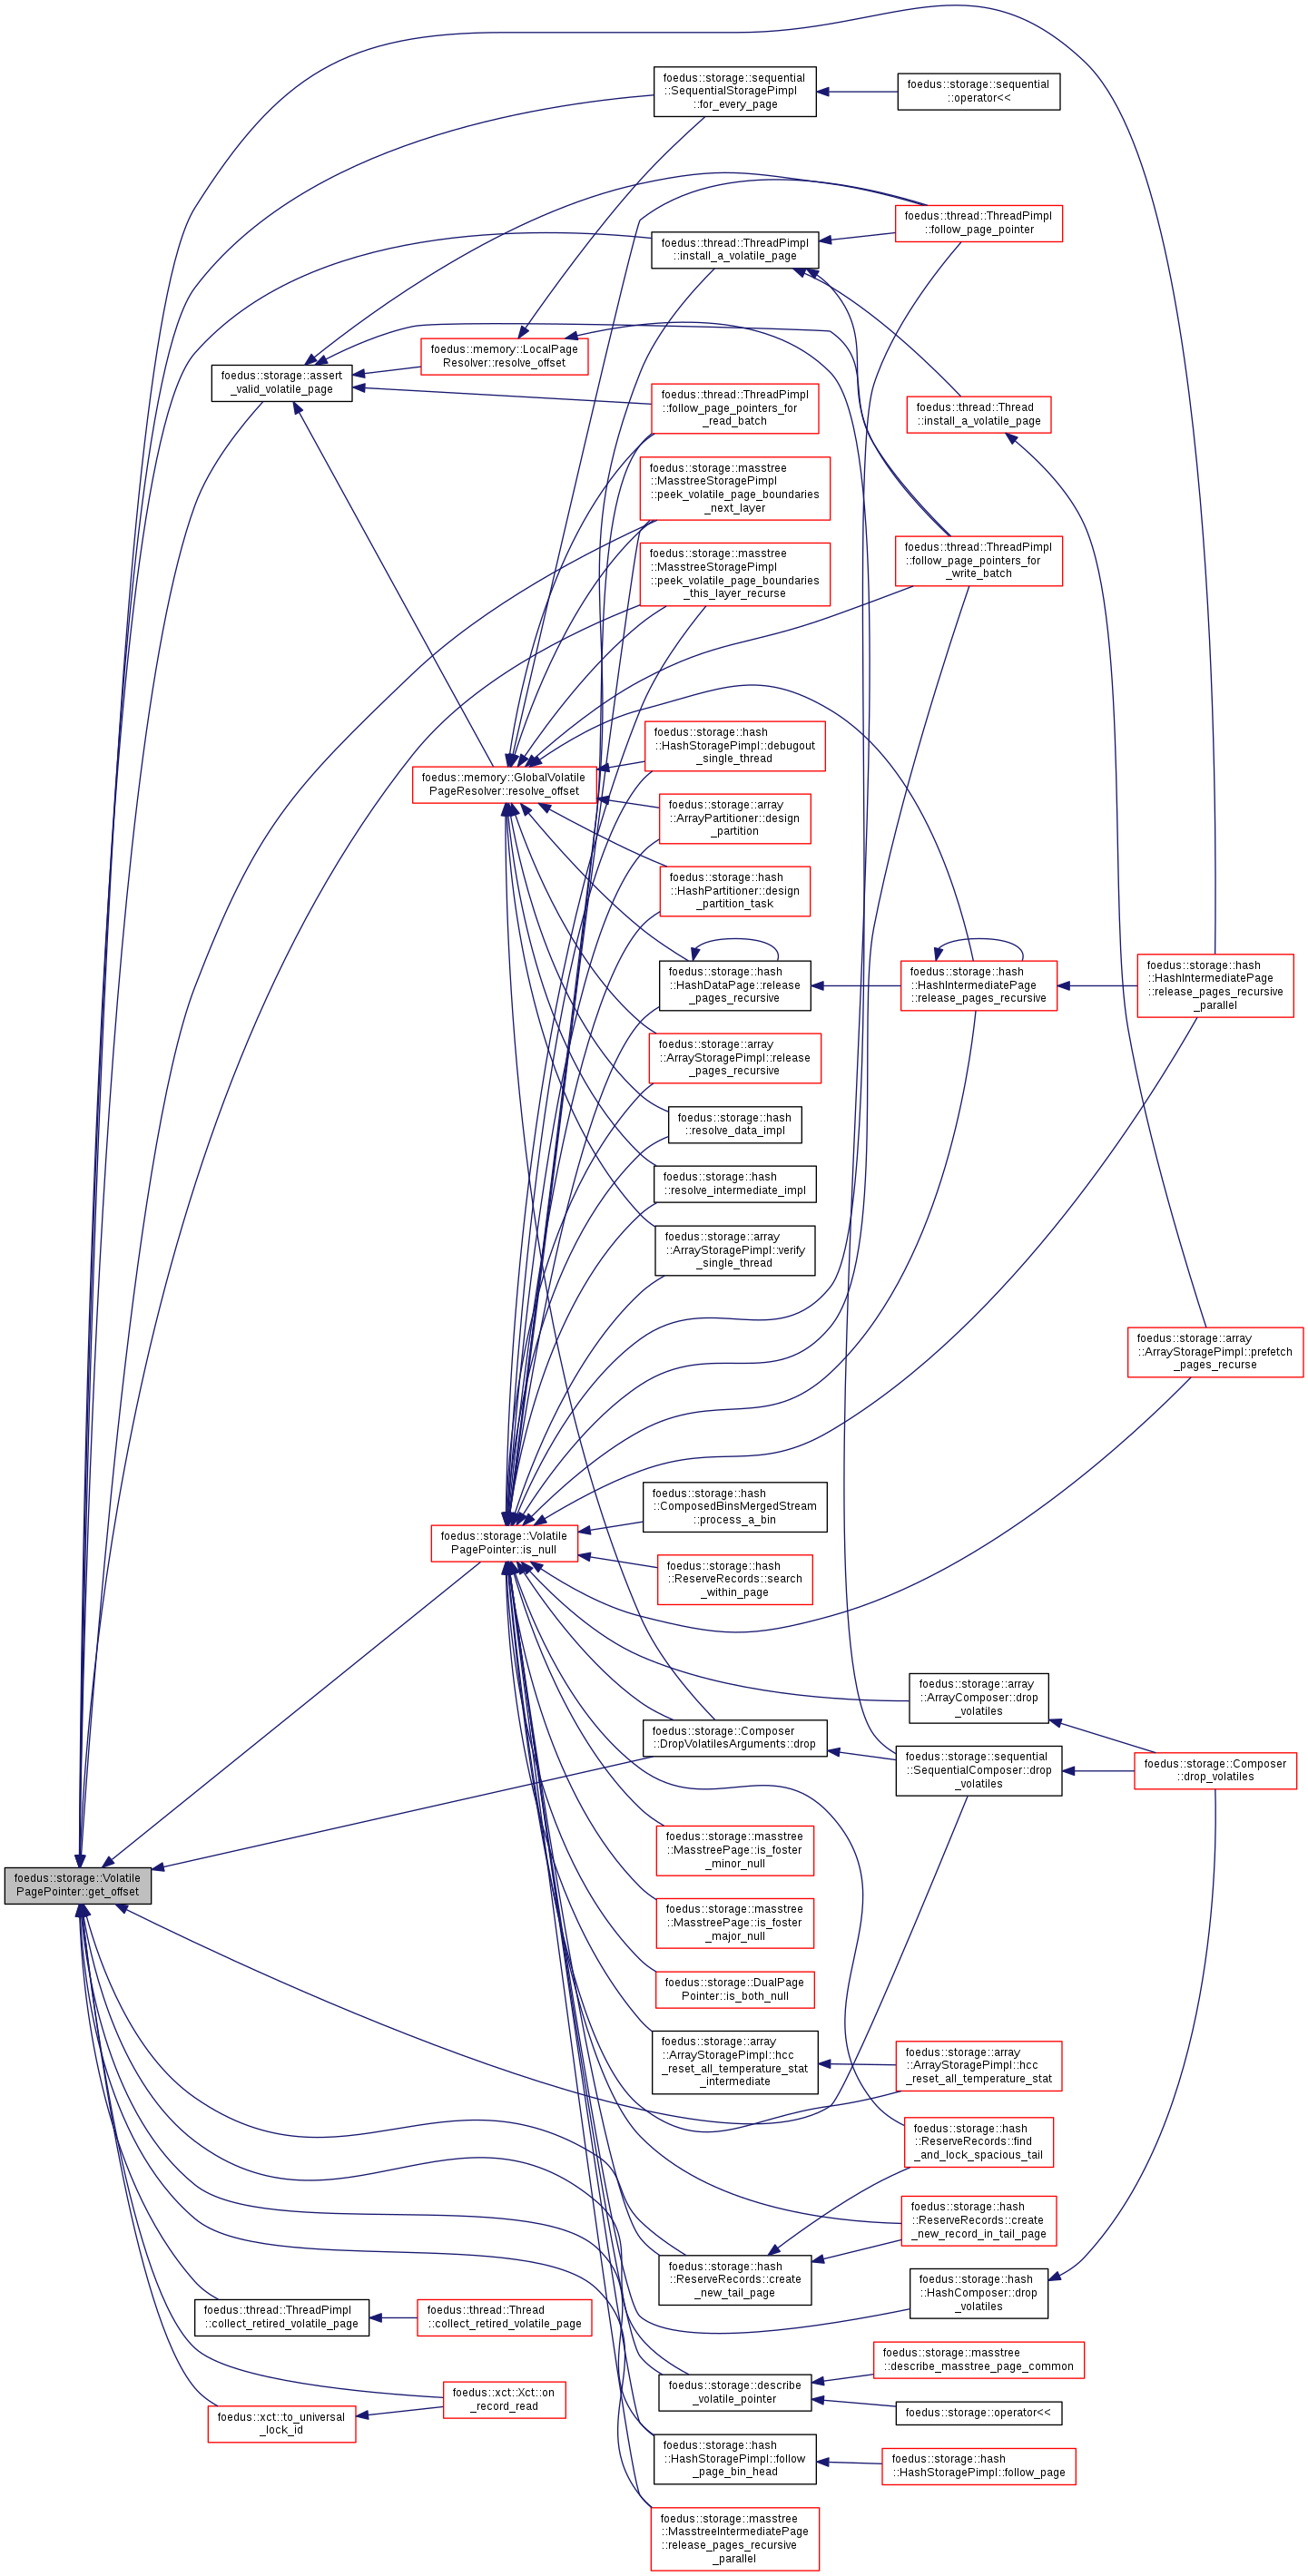 foedus::storage::sequential
::SequentialStoragePimpl
::for_every_page
foedus::storage::sequential
::operator<<
foedus::thread::ThreadPimpl
::follow_page_pointer
foedus::thread::ThreadPimpl
::install_a_volatile_page
foedus::memory::LocalPage
Resolver::resolve_offset
foedus::storage::assert
_valid_volatile_page
foedus::thread::ThreadPimpl
::follow_page_pointers_for
_read_batch
foedus::thread::Thread
::install_a_volatile_page
foedus::storage::masstree
::MasstreeStoragePimpl
::peek_volatile_page_boundaries
_next_layer
foedus::storage::masstree
::MasstreeStoragePimpl
::peek_volatile_page_boundaries
_this_layer_recurse
foedus::thread::ThreadPimpl
::follow_page_pointers_for
_write_batch
foedus::storage::hash
::HashStoragePimpl::debugout
_single_thread
foedus::memory::GlobalVolatile
PageResolver::resolve_offset
foedus::storage::array
::ArrayPartitioner::design
_partition
foedus::storage::hash
::HashPartitioner::design
_partition_task
foedus::storage::hash
::HashDataPage::release
_pages_recursive
foedus::storage::hash
::HashIntermediatePage
::release_pages_recursive
foedus::storage::hash
::HashIntermediatePage
::release_pages_recursive
_parallel
foedus::storage::array
::ArrayStoragePimpl::release
_pages_recursive
foedus::storage::hash
::resolve_data_impl
foedus::storage::hash
::resolve_intermediate_impl
foedus::storage::array
::ArrayStoragePimpl::verify
_single_thread
foedus::storage::array
::ArrayStoragePimpl::prefetch
_pages_recurse
foedus::storage::hash
::ComposedBinsMergedStream
::process_a_bin
foedus::storage::Volatile
PagePointer::is_null
foedus::storage::hash
::ReserveRecords::search
_within_page
foedus::storage::array
::ArrayComposer::drop
_volatiles
foedus::storage::Composer
::DropVolatilesArguments::drop
foedus::storage::sequential
::SequentialComposer::drop
_volatiles
foedus::storage::Composer
::drop_volatiles
foedus::storage::masstree
::MasstreePage::is_foster
_minor_null
foedus::storage::Volatile
PagePointer::get_offset
foedus::storage::masstree
::MasstreePage::is_foster
_major_null
foedus::storage::DualPage
Pointer::is_both_null
foedus::storage::array
::ArrayStoragePimpl::hcc
_reset_all_temperature_stat
_intermediate
foedus::storage::array
::ArrayStoragePimpl::hcc
_reset_all_temperature_stat
foedus::storage::hash
::ReserveRecords::find
_and_lock_spacious_tail
foedus::storage::hash
::ReserveRecords::create
_new_record_in_tail_page
foedus::storage::hash
::ReserveRecords::create
_new_tail_page
foedus::storage::hash
::HashComposer::drop
_volatiles
foedus::thread::ThreadPimpl
::collect_retired_volatile_page
foedus::thread::Thread
::collect_retired_volatile_page
foedus::storage::masstree
::describe_masstree_page_common
foedus::storage::describe
_volatile_pointer
foedus::storage::operator<<
foedus::xct::Xct::on
_record_read
foedus::xct::to_universal
_lock_id
foedus::storage::hash
::HashStoragePimpl::follow
_page_bin_head
foedus::storage::hash
::HashStoragePimpl::follow_page
foedus::storage::masstree
::MasstreeIntermediatePage
::release_pages_recursive
_parallel